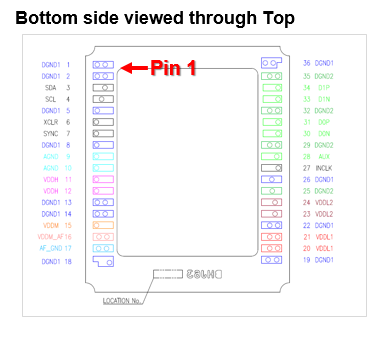 Bottom side viewed through Top
Pin 1
DGND1 1
DGND1 2
SDA 3
SCL 4
DGND1 5
XCLR 6
SYNC 7
DGND1 8
AGND 9
AGND 10
VDDH 11
VDDH 12
DGND1 13
DGND1 14
VDDM 15
VDDM_AF16
AF_GND 17
DGND1 18
36 DGND1
35 DGND2
34 D1P
33 D1N
32 DGND2
31 D0P
30 D0N
29 DGND2
28 AUX
27 INCLK
26 DGND1
25 DGND2
24 VDDL2
23 VDDL2
22 DGND1
21 VDDL1
20 VDDL1
19 DGND1
LOCATION No.